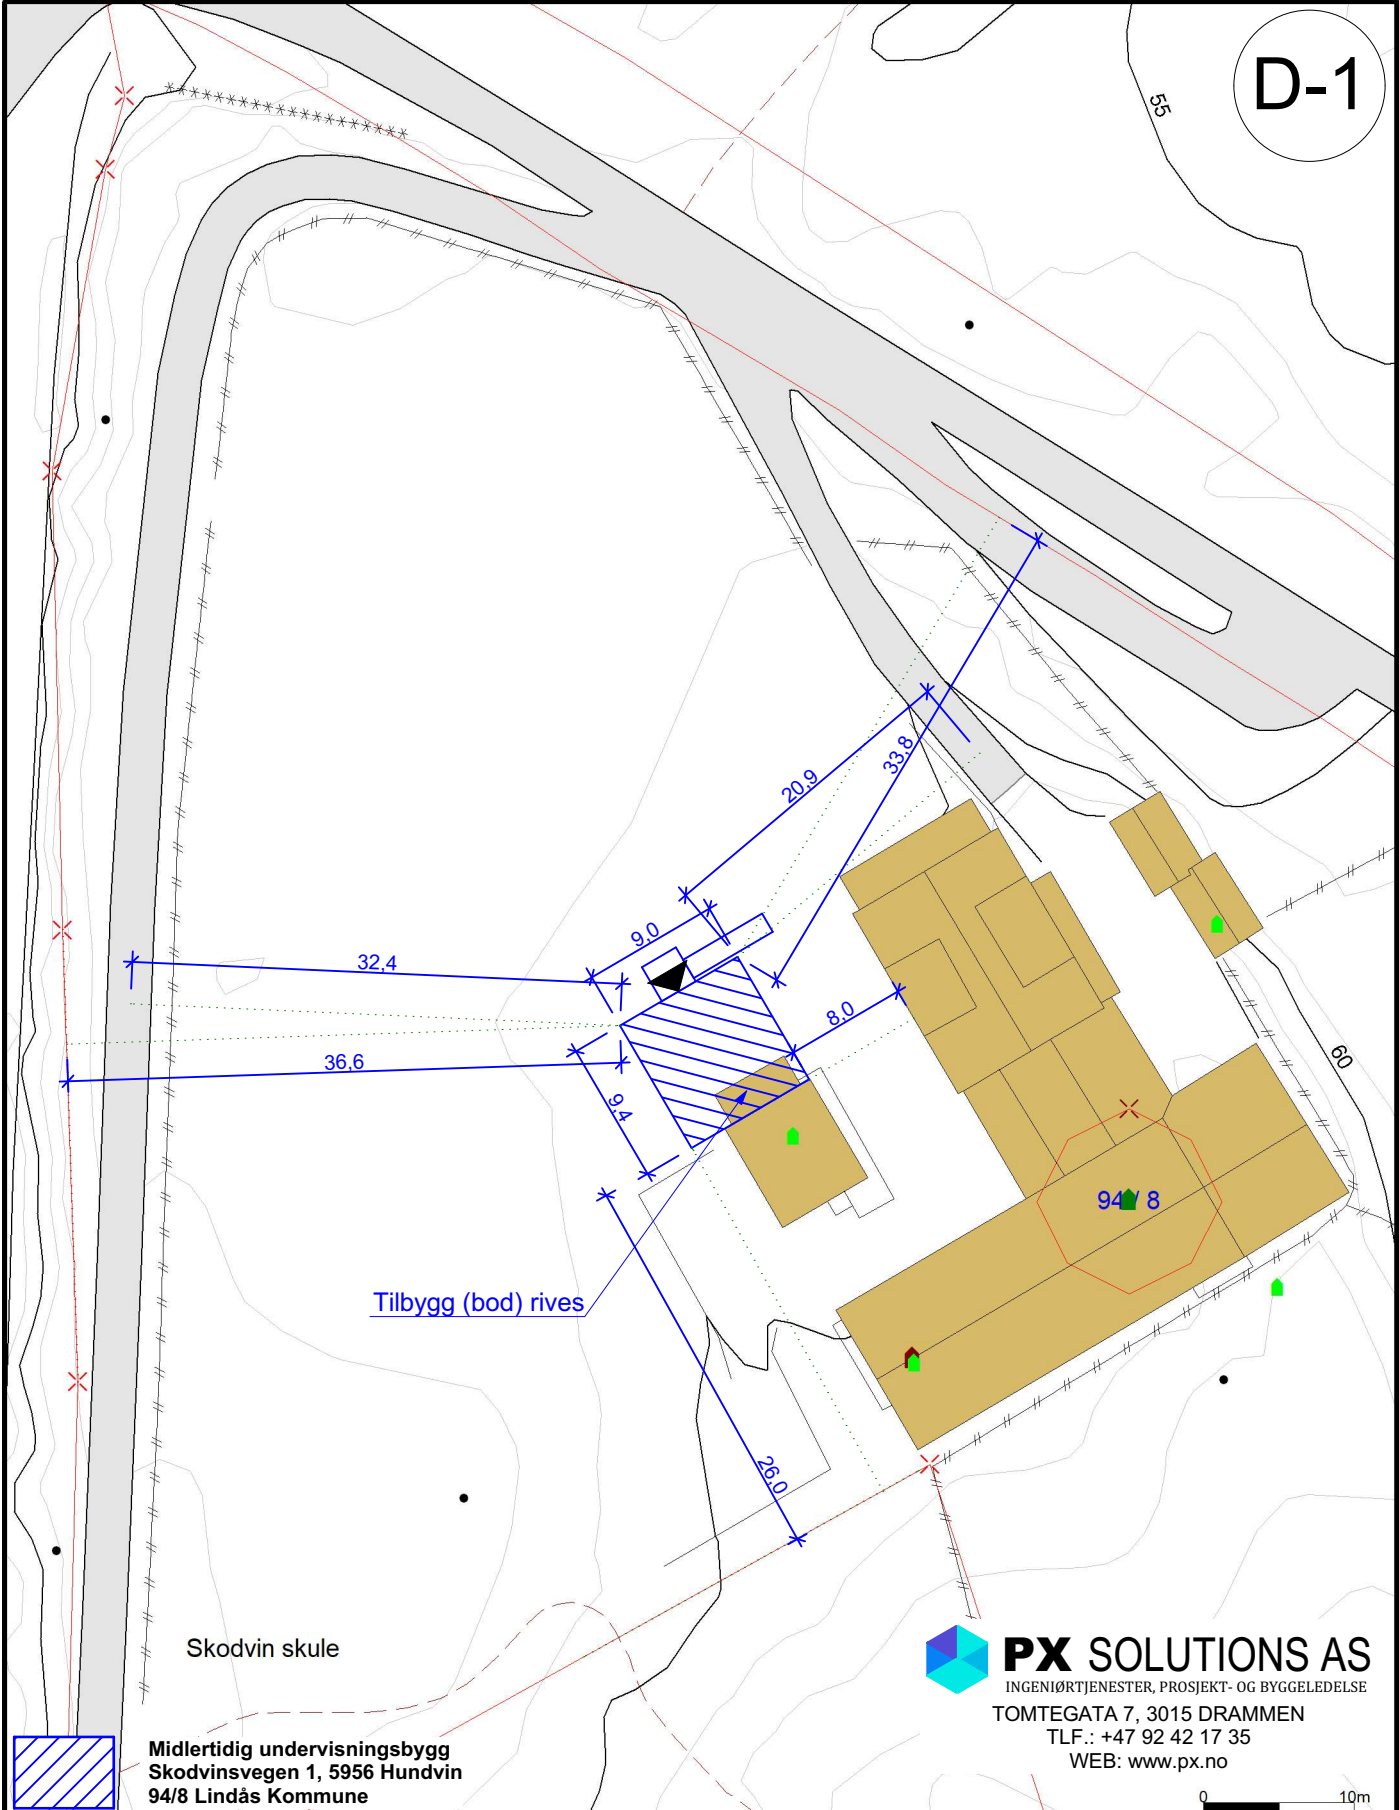 D-1
55
33,8
20,9
9,0
32,4
8,0
36,6
9,4
60
94/ 8
Tilbygg (bod) rives
26,0
Skodvin skule
PX SOLUTIONS AS
INGENIØRTJENESTER, PROSJEKT- OG BYGGELEDELSE
TOMTEGATA 7, 3015 DRAMMEN
TLF.: +47 92 42 17 35
WEB: www.px.no
Midlertidig undervisningsbygg
Skodvinsvegen 1, 5956 Hundvin
94/8 Lindås Kommune
0 10m